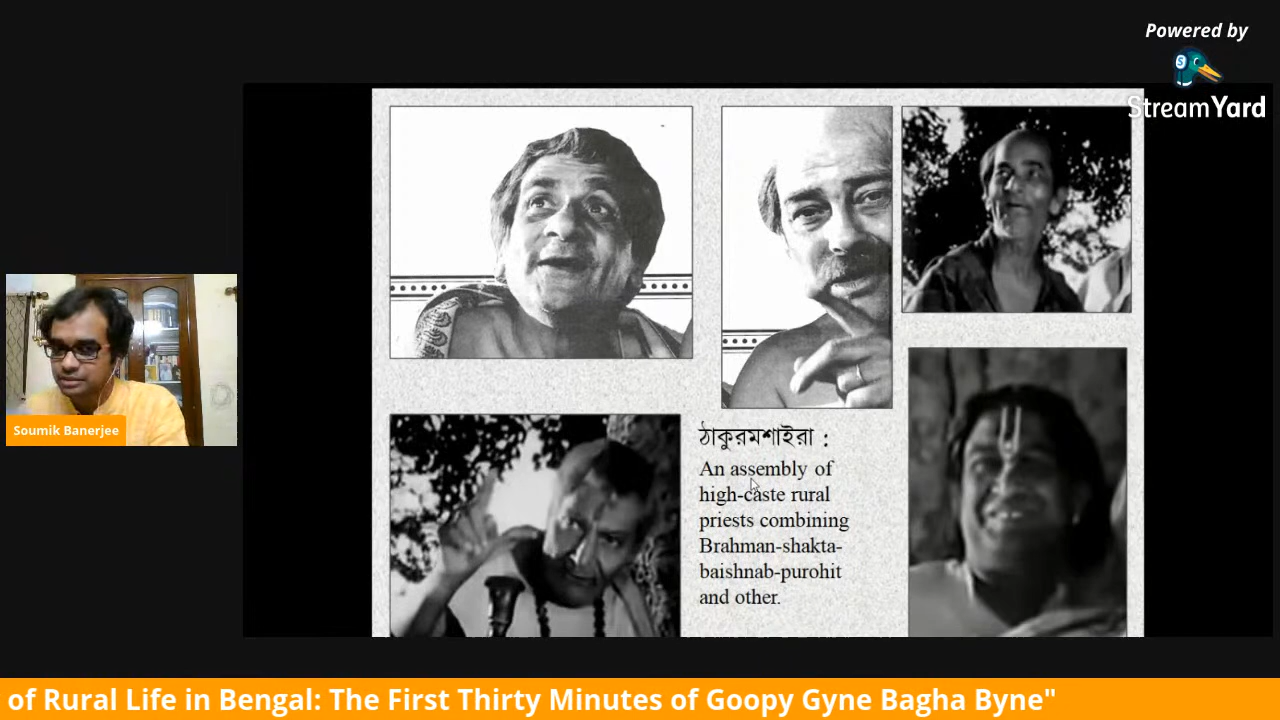 Powered by
StreamYard
ঠাকুরমশাইরা :
An assembly of
high-caste rural
priests combining
Brahman-shakta-
baishnab-purohit
and other.
Soumik Banerjee
of Rural Life in Bengal: The First Thirty Minutes of Goopy Gyne Bagha Byne"